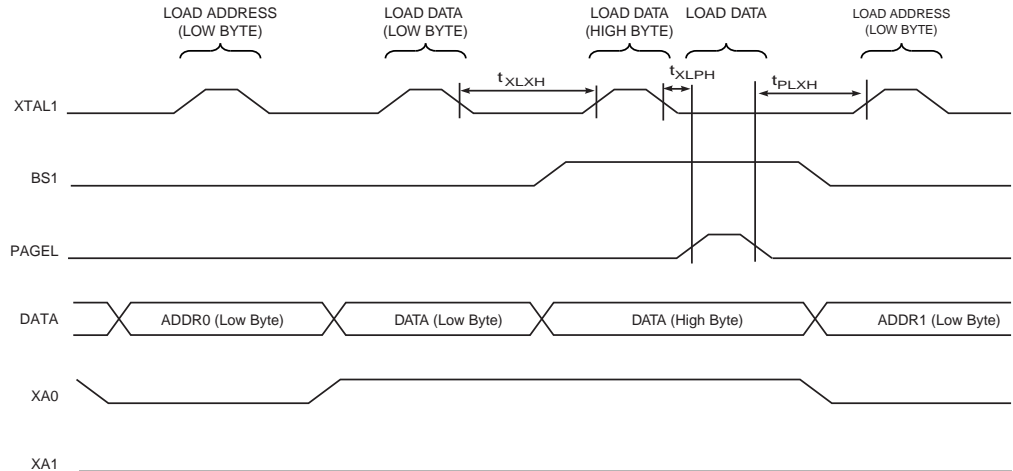 LOAD ADDRESS
(LOW BYTE)
LOAD DATA
(LOW BYTE)
LOAD DATA
(HIGH BYTE)
LOAD DATA
LOAD ADDRESS
(LOW BYTE)
tXLXH
tXLPH
tPLXH
XTAL1
BS1
PAGEL
DATA
ADDR0 (Low Byte)
DATA (Low Byte)
DATA (High Byte)
ADDR1 (Low Byte)
XA0
XA1